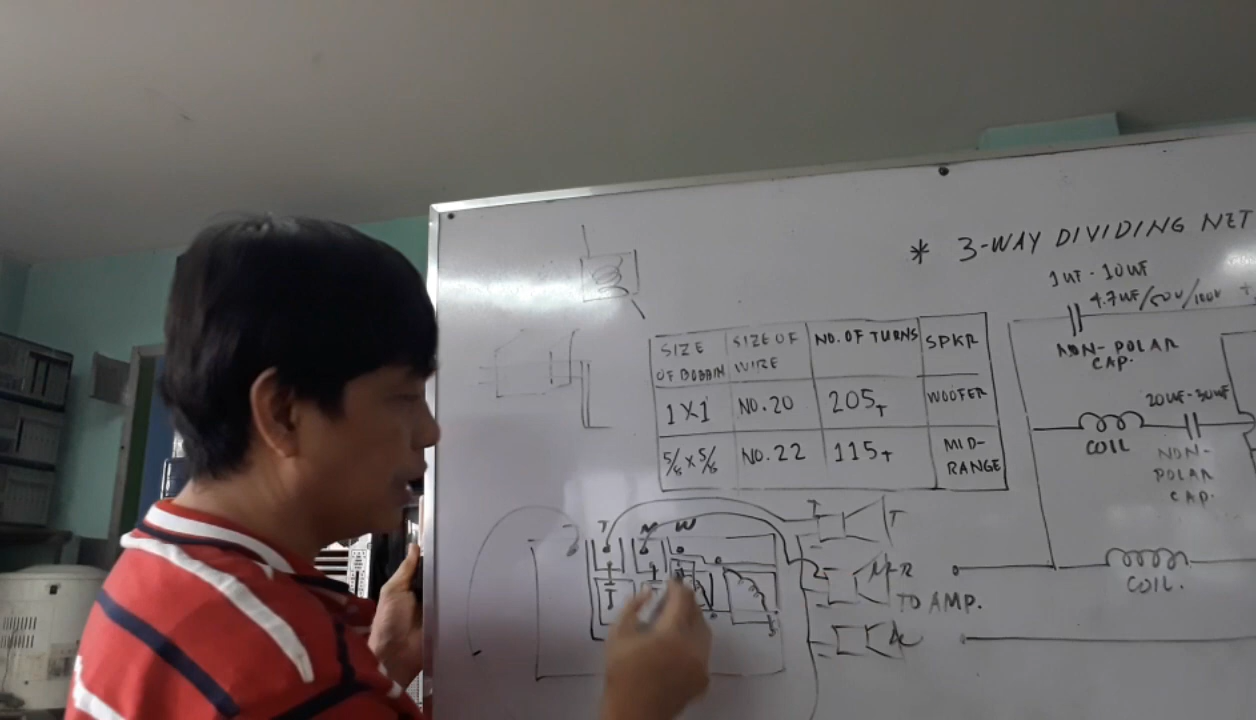 * 3-WAY DIVIDING NET
1UF - 10UF
4.7UF/50V/100V
NON-POLAR
CAP.
SIZE
OF BOBBIN
SIZE OF
WIRE
NO. OF TURNS
SPKR
1X1
NO.20
205T
WOOFER
5/8 x 5/8
NO.22
115T
MID-
RANGE
20UF-30UF
COIL
NON-
POLAR
CAP.
T
M
W
T
T
MFR
TO AMP.
COIL.